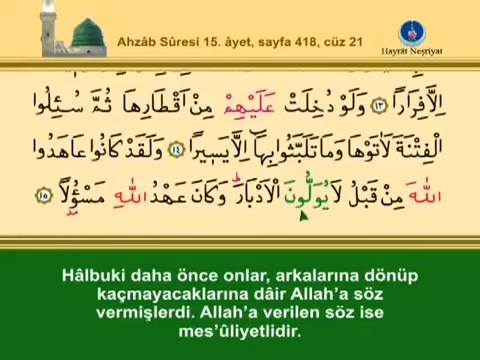 Ahzâb Sûresi 15. âyet, sayfa 418, cüz 21
Hayrât Neşriyat
اِلَّا فِرَارًا ﴿١٣﴾ وَلَوْ دُخِلَتْ عَلَيْهِمْ مِنْ اَقْطَارِهَا ثُمَّ سُئِلُوا
الْفِتْنَةَ لَاٰتَوْهَا وَمَا تَلَبَّثُوا بِهَٓا اِلَّا يَس۪يرًا ﴿١٤﴾ وَلَقَدْ كَانُوا عَاهَدُوا
اللّٰهَ مِنْ قَبْلُ لَا يُوَلُّونَ الْاَدْبَارَۜ وَكَانَ عَهْدُ اللّٰهِ مَسْؤُ۫لًا ﴿١٥﴾
Hâlbuki daha önce onlar, arkalarına dönüp
kaçmayacaklarına dâir Allah'a söz
vermişlerdi. Allah'a verilen söz ise
mes'ûliyetlidir.